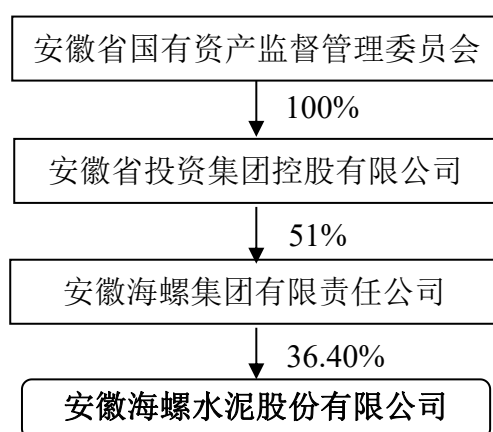 安徽省国有资产监督管理委员会
100%
安徽省投资集团控股有限公司
51%
安徽海螺集团有限责任公司
36.40%
安徽海螺水泥股份有限公司